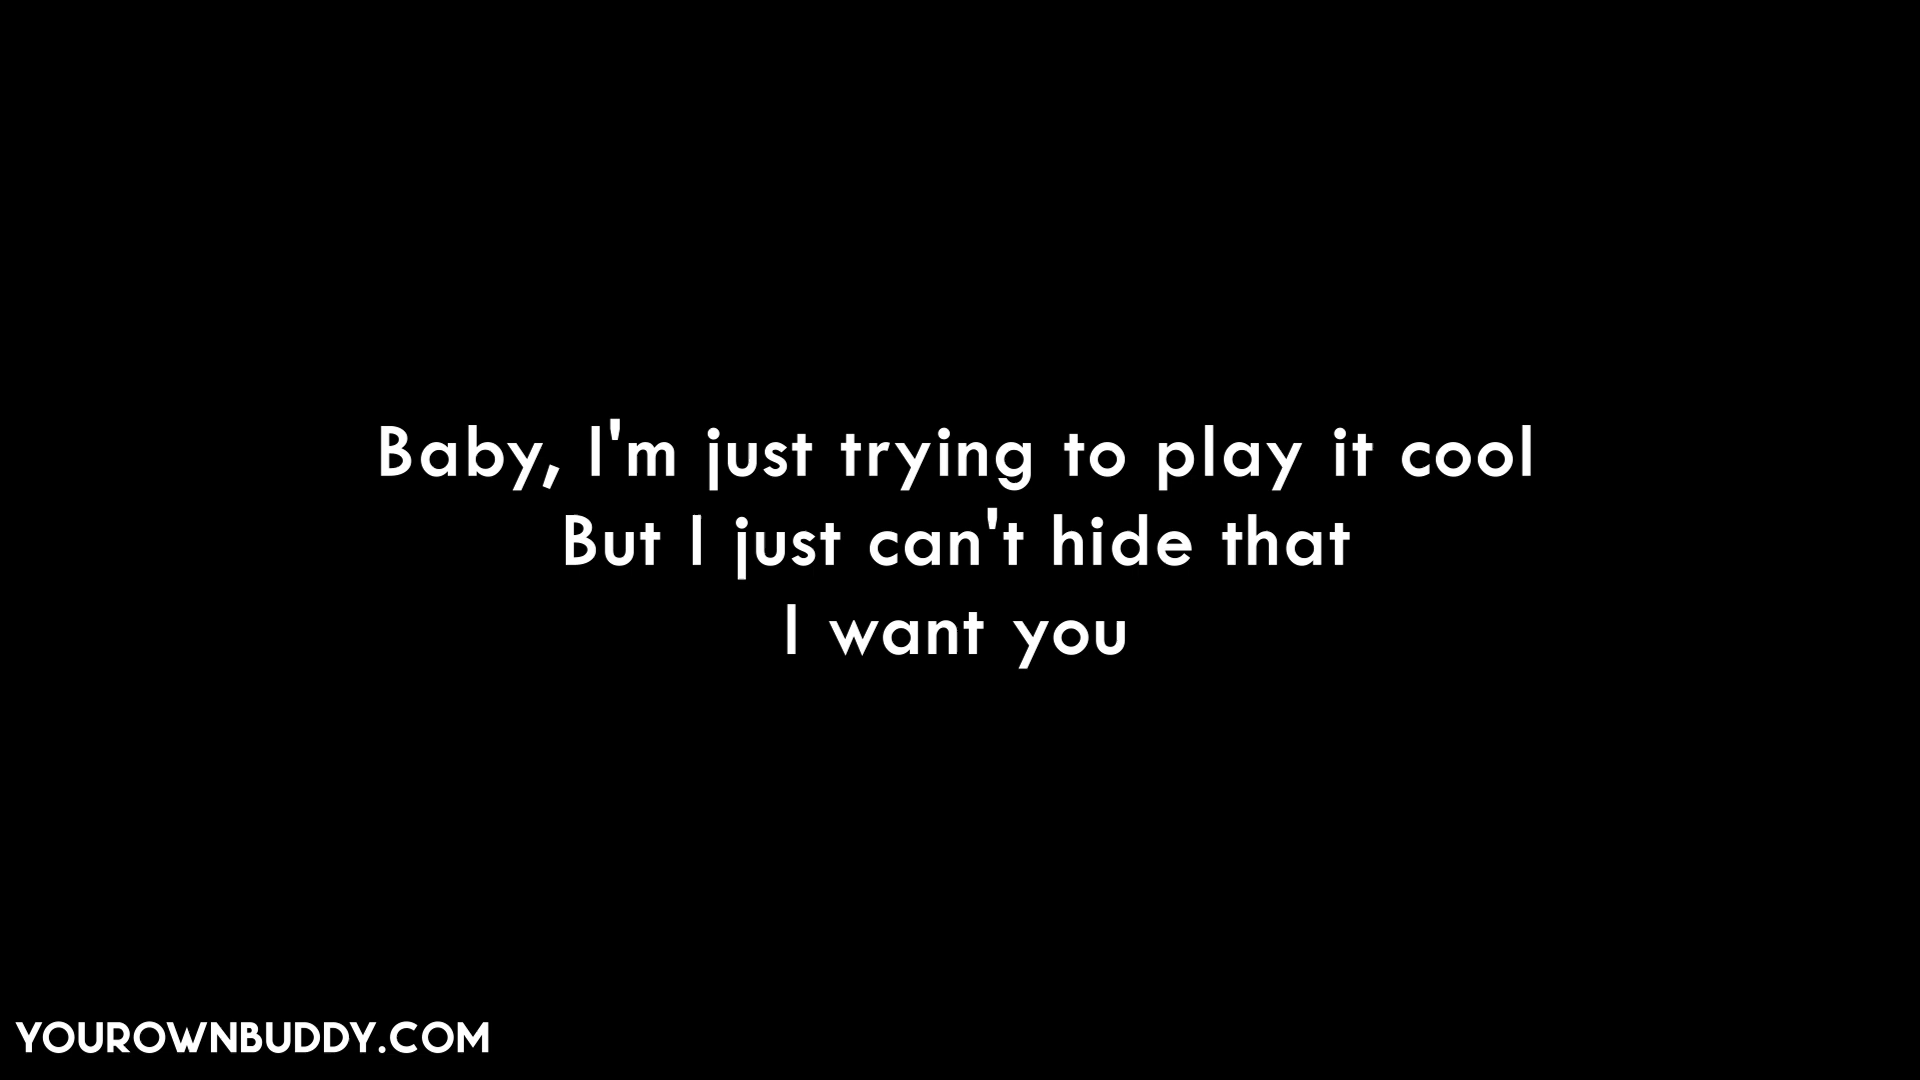 Baby, I'm just trying to play it cool
But I just can't hide that
I want you
YOUROWNBUDDY.COM